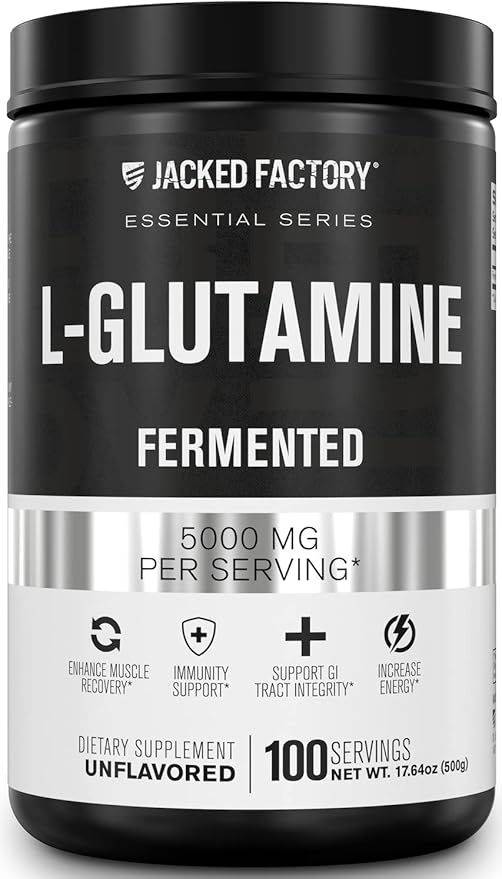 JACKED FACTORY®
ESSENTIAL SERIES
L-GLUTAMINE
FERMENTED
5000 MG
PER SERVING*
ENHANCE MUSCLE
RECOVERY*
IMMUNITY
SUPPORT*
SUPPORT GI
TRACT INTEGRITY*
INCREASE
ENERGY*
DIETARY SUPPLEMENT
UNFLAVORED
100 SERVINGS
NET WT. 17.64oz (500g)